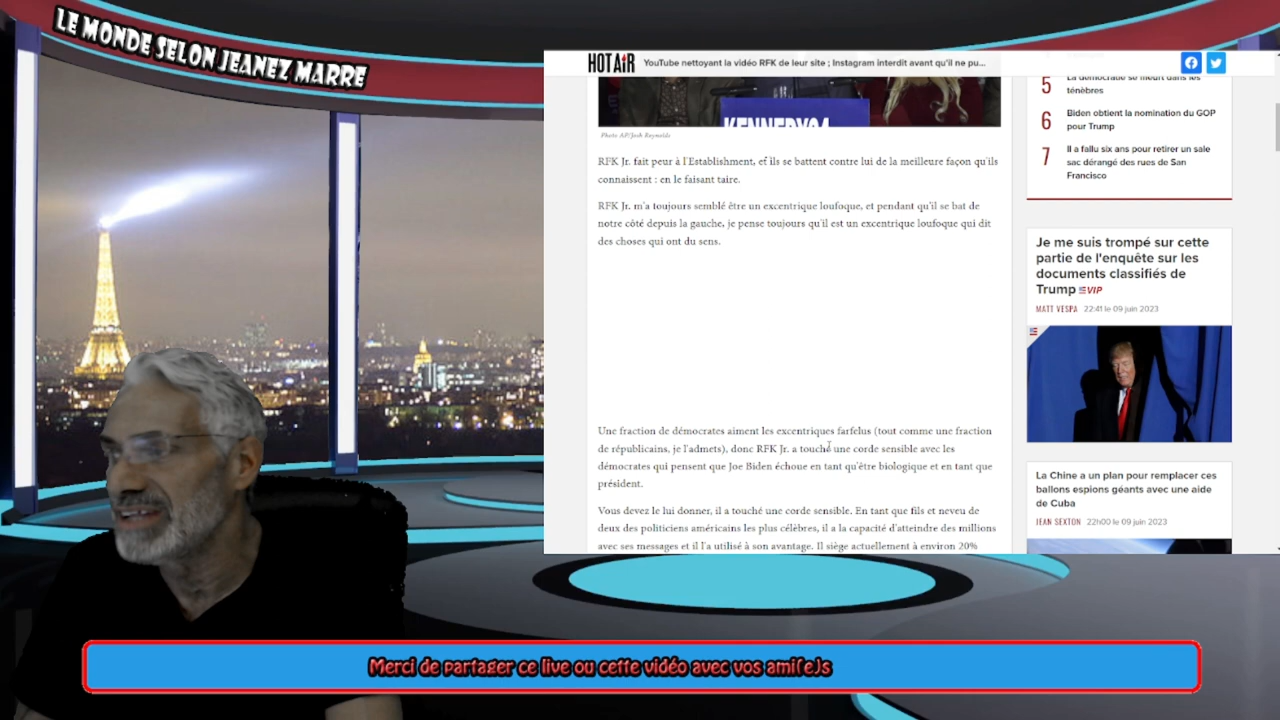 LE MONDE SELON JEANEZ MARRE
HOTAIR
YouTube nettoyant la vidéo RFK de leur site ; Instagram interdit avant qu'il ne pu...
KENNEDY24
Photo AP/Josh Reynolds
RFK Jr. fait peur à l'Establishment, et ils se battent contre lui de la meilleure façon qu'ils
connaissent : en le faisant taire.
RFK Jr. m'a toujours semblé être un excentrique loufoque, et pendant qu'il se bat de
notre côté depuis la gauche, je pense toujours qu'il est un excentrique loufoque qui dit
des choses qui ont du sens.
Une fraction de démocrates aiment les excentriques farfelus (tout comme une fraction
de républicains, je l'admets), donc RFK Jr. a touché une corde sensible avec les
démocrates qui pensent que Joe Biden échoue en tant qu'être biologique et en tant que
président.
Vous devez le lui donner, il a touché une corde sensible. En tant que fils et neveu de
deux des politiciens américains les plus célèbres, il a la capacité d'atteindre des millions
avec ses messages et il l'a utilisé à son avantage. Il siège actuellement à environ 20%
5
La démocratie se meurt dans les
ténèbres
6
Biden obtient la nomination du GOP
pour Trump
7
Il a fallu six ans pour retirer un sale
sac dérangé des rues de San
Francisco
Je me suis trompé sur cette
partie de l'enquête sur les
documents classifiés de
Trump VIP
MATT VESPA 22:41 le 09 juin 2023
La Chine a un plan pour remplacer ces
ballons espions géants avec une aide
de Cuba
JEAN SEXTON 22h00 le 09 juin 2023
Merci de partager ce live ou cette vidéo avec vos ami(e)s